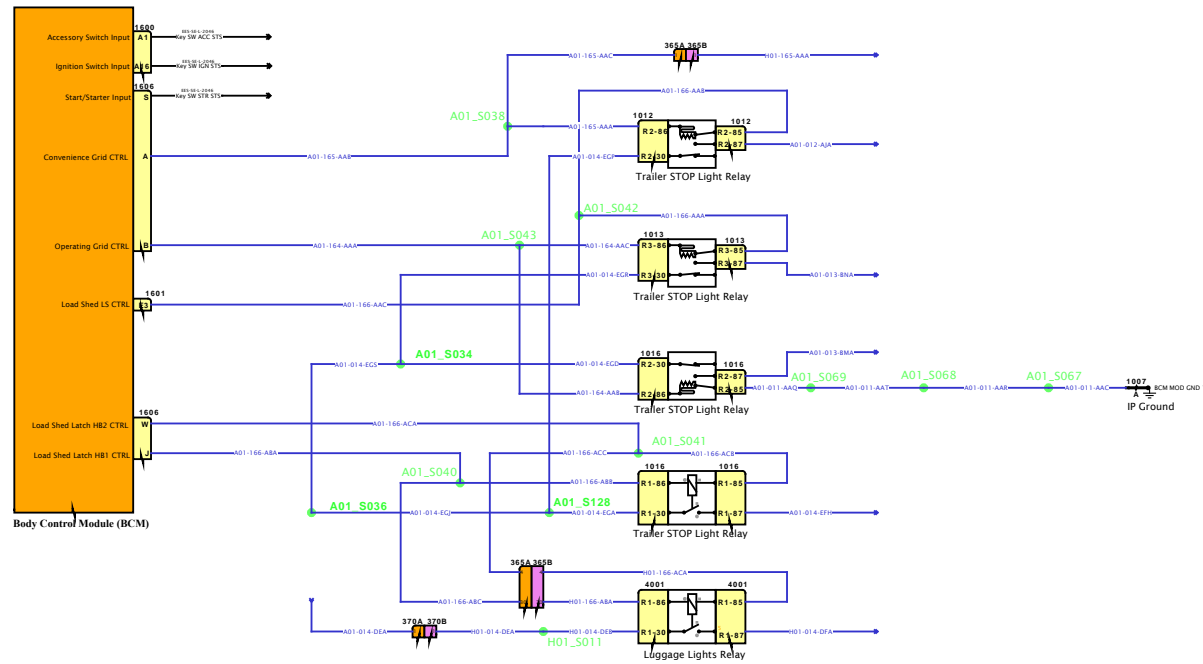 1600
Accessory Switch Input
A1
EES-SE-L-2046
Key SW ACC STS
Ignition Switch Input
A16
EES-SE-L-2046
Key SW IGN STS
1606
Start/Starter Input
S
EES-SE-L-2046
Key SW STR STS
Convenience Grid CTRL
A
A01-165-AAB
Operating Grid CTRL
B
A01-164-AAA
1601
Load Shed LS CTRL
E3
A01-166-AAC
1606
Load Shed Latch HB2 CTRL
W
A01-166-ACA
Load Shed Latch HB1 CTRL
J
A01-166-ABA
Body Control Module (BCM)
A01-165-AAC
365A 365B
H01-165-AAA
A01_S038
A01-166-AAB
1012
1012
A01-165-AAA
R2-86
R2-85
R2-87
A01-012-AJA
A01-014-EGP
R2-30
Trailer STOP Light Relay
A01_S042
A01-166-AAA
A01_S043
1013
1013
A01-164-AAC
R3-86
R3-85
R3-87
A01-014-EGR
R3-30
A01-013-BNA
Trailer STOP Light Relay
A01-014-EGS
A01_S034
1016
A01-013-BMA
A01-014-EGD
R2-30
1016
R2-87
R2-85
A01-164-AAB
R2-86
Trailer STOP Light Relay
A01-011-AAQ
A01_S069
A01-011-AAT
A01_S068
A01-011-AAR
A01_S067
A01-011-AAC
1007
A
BCM MOD GND
IP Ground
A01_S041
A01-166-ACC
A01-166-ACB
A01_S040
1016
1016
A01-166-ABB
R1-86
R1-85
A01_S036
A01-014-EGJ
A01_S128
A01-014-EGA
R1-30
R1-87
A01-014-EFH
Trailer STOP Light Relay
365A 365B
H01-166-ACA
4001
4001
A01-166-ABC
H01-166-ABA
R1-86
R1-85
A01-014-DEA
370A 370B
H01-014-DEA
H01_S011
H01-014-DEB
R1-30
R1-87
H01-014-DFA
Luggage Lights Relay